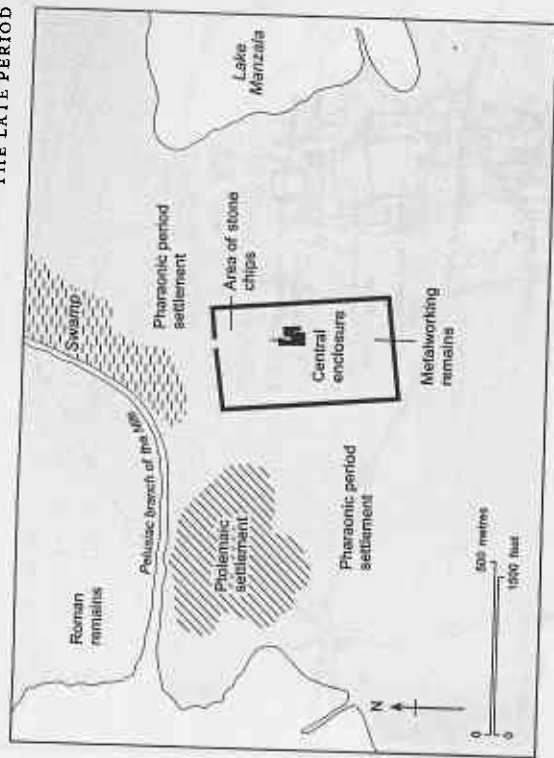 THE LATE PERIOD
Lake
Manzala
Swamp
Pharaonic period
settlement
Area of stone
chips
Pelusiac branch of the Nile
Roman
remains
Central
enclosure
Ptolemaic
settlement
Metalworking
remains
Pharaonic period
settlement
N
0
500 metres
0
1500 feet